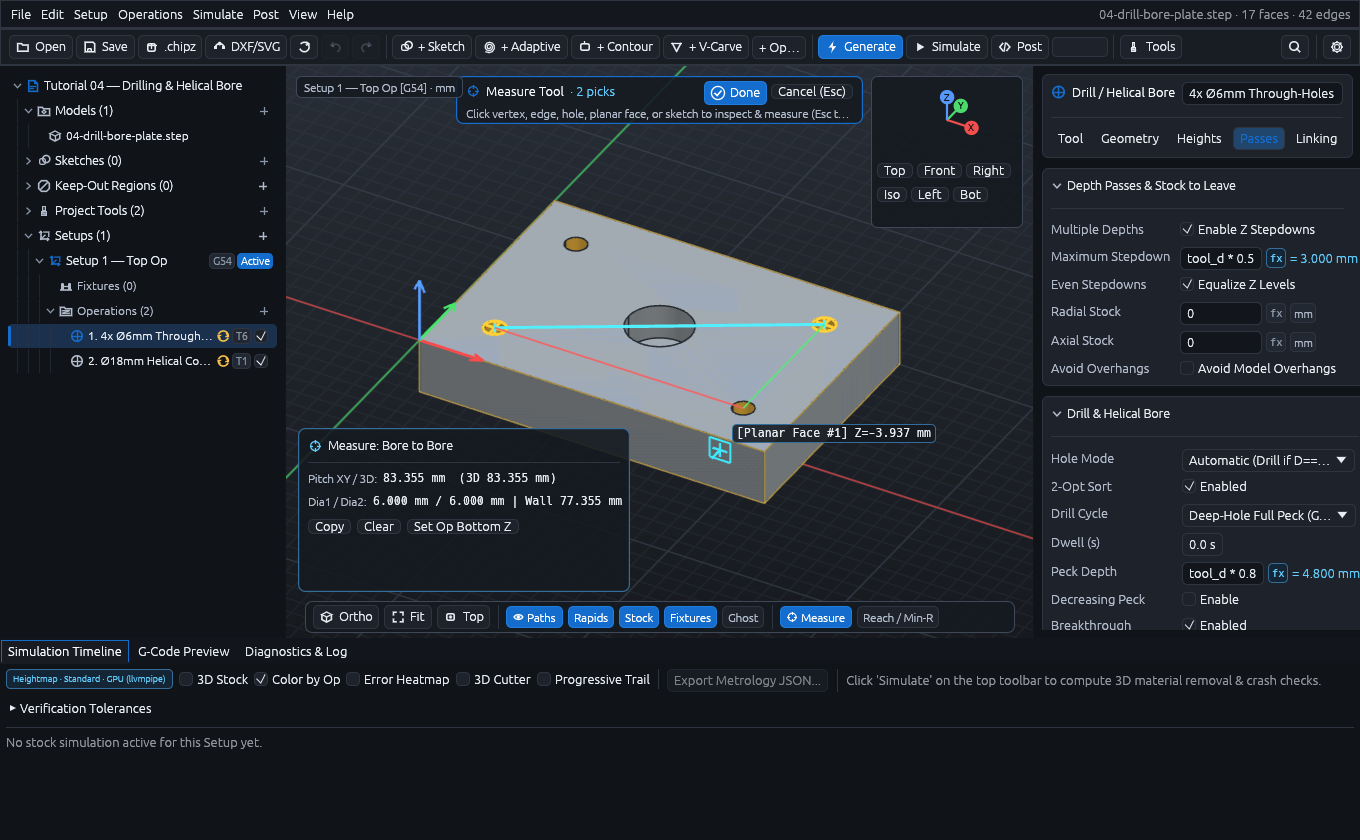 File Edit Setup Operations Simulate Post View Help
04-drill-bore-plate.step · 17 faces · 42 edges
Open Save .chipz DXF/SVG + Sketch + Adaptive + Contour + V-Carve + Op... Generate Simulate Post Tools
Tutorial 04 — Drilling & Helical Bore
Models (1) +
04-drill-bore-plate.step
Sketches (0) +
Keep-Out Regions (0) +
Project Tools (2) +
Setups (1) +
Setup 1 — Top Op G54 Active
Fixtures (0)
Operations (2) +
1. 4x Ø6mm Through... T6
2. Ø18mm Helical Co... T1
Setup 1 — Top Op [G54] · mm
Measure Tool · 2 picks Done Cancel (Esc)
Click vertex, edge, hole, planar face, or sketch to inspect & measure (Esc t...
Z
Y
X
Top Front Right
Iso Left Bot
[Planar Face #1] Z=-3.937 mm
Measure: Bore to Bore
Pitch XY / 3D: 83.355 mm (3D 83.355 mm)
Dia1 / Dia2: 6.000 mm / 6.000 mm | Wall 77.355 mm
Copy Clear Set Op Bottom Z
Ortho Fit Top Paths Rapids Stock Fixtures Ghost Measure Reach / Min-R
Drill / Helical Bore 4x Ø6mm Through-Holes
Tool Geometry Heights Passes Linking
Depth Passes & Stock to Leave
Multiple Depths Enable Z Stepdowns
Maximum Stepdown tool_d * 0.5 fx = 3.000 mm
Even Stepdowns Equalize Z Levels
Radial Stock 0 fx mm
Axial Stock 0 fx mm
Avoid Overhangs Avoid Model Overhangs
Drill & Helical Bore
Hole Mode Automatic (Drill if D==...
2-Opt Sort Enabled
Drill Cycle Deep-Hole Full Peck (G...
Dwell (s) 0.0 s
Peck Depth tool_d * 0.8 fx = 4.800 mm
Decreasing Peck Enable
Breakthrough Enabled
Simulation Timeline G-Code Preview Diagnostics & Log
Heightmap · Standard · GPU (llvmpipe) 3D Stock Color by Op Error Heatmap 3D Cutter Progressive Trail Export Metrology JSON... Click 'Simulate' on the top toolbar to compute 3D material removal & crash checks.
Verification Tolerances
No stock simulation active for this Setup yet.